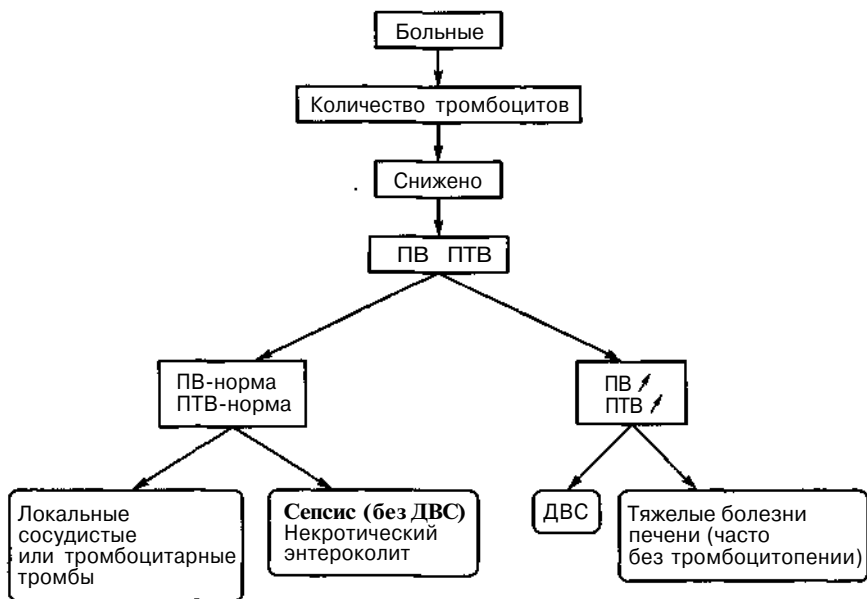 Больные
Количество тромбоцитов
Снижено
ПВ ПТВ
ПВ-норма
ПТВ-норма
ПВ
ПТВ
Локальные
сосудистые
или тромбоцитарные
тромбы
Сепсис (без ДВС)
Некротический
энтероколит
ДВС
Тяжелые болезни
печени (часто
без тромбоцитопении)